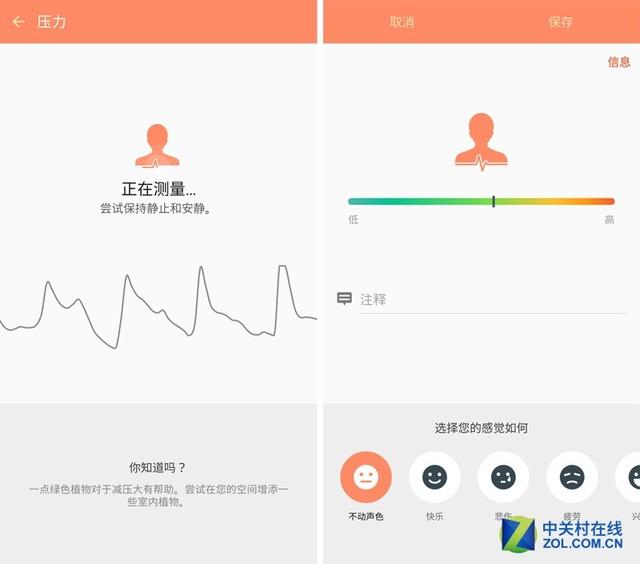 压力
正在测量...
尝试保持静止和安静。
你知道吗？
一点绿色植物对于减压大有帮助。尝试在您的空间增添一
些室内植物。
取消
保存
信息
低
高
注释
选择您的感觉如何
不动声色
快乐
悲伤
疲劳
兴
中关村在线
ZOL.COM.CN